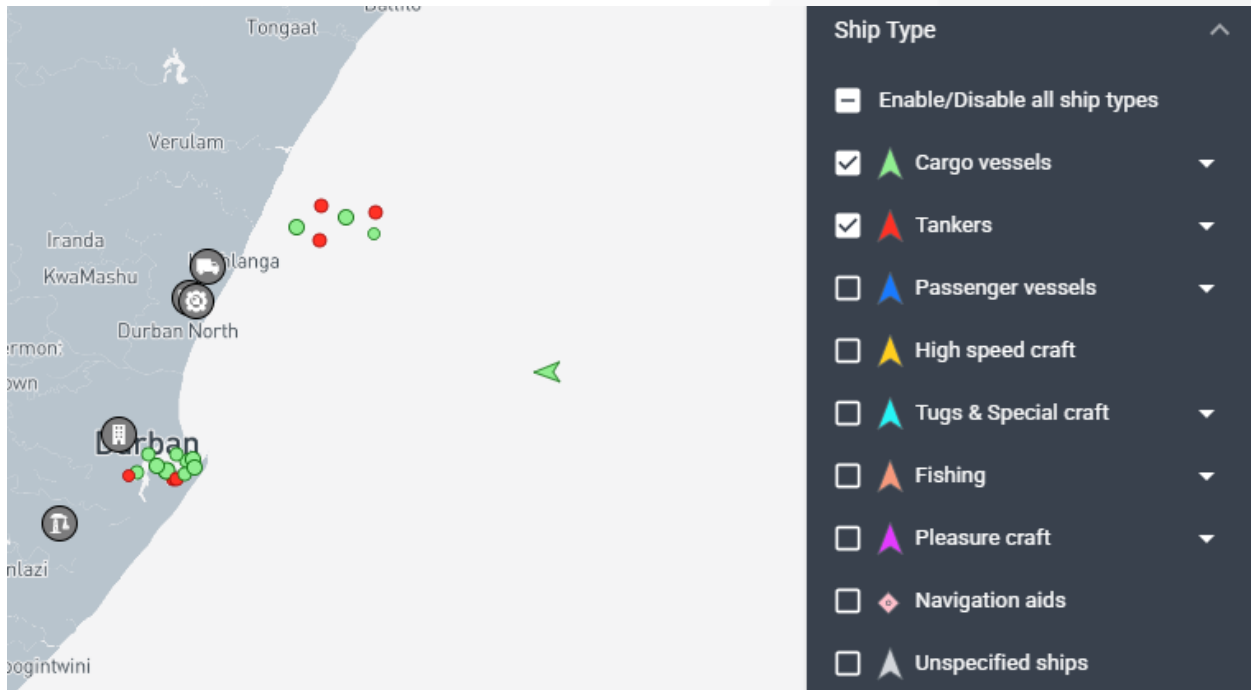 Tongaat
Verulam
Iranda
KwaMashu
langa
Durban North
Durban
Ship Type
Enable/Disable all ship types
Cargo vessels
Tankers
Passenger vessels
High speed craft
Tugs & Special craft
Fishing
Pleasure craft
Navigation aids
Unspecified ships